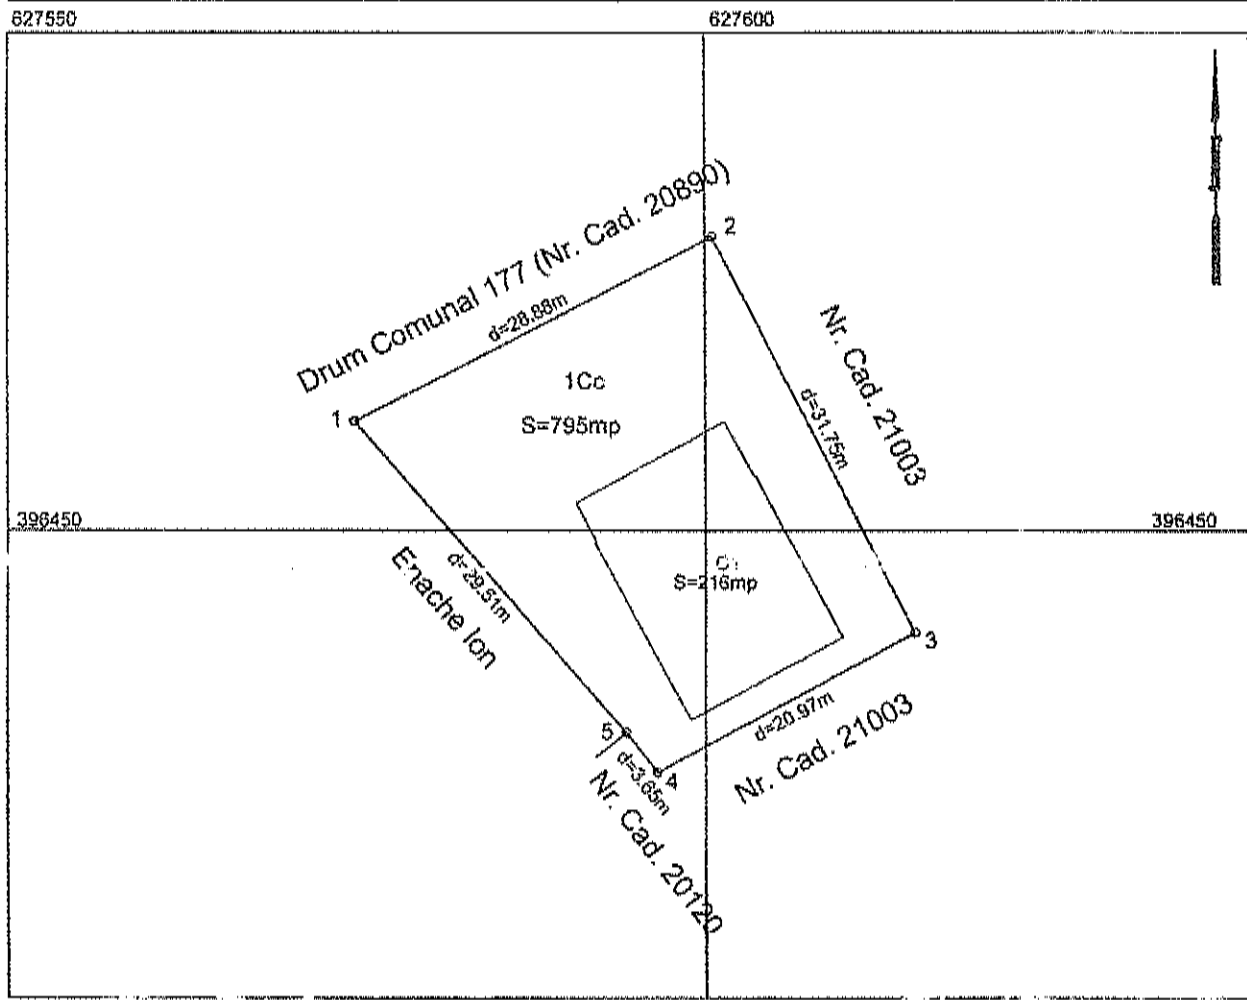 627550
627600
Drum Comunal 177 (Nr. Cad. 20890)
2
d=28.88m
Nr. Cad. 21003
1Cc
1
d=31.75m
S=795mp
396450
396450
Enache Ion
d=29.51m
C1
S=216mp
3
d=20.97m
Nr. Cad. 21003
5
d=3.65m
4
Nr. Cad. 20120